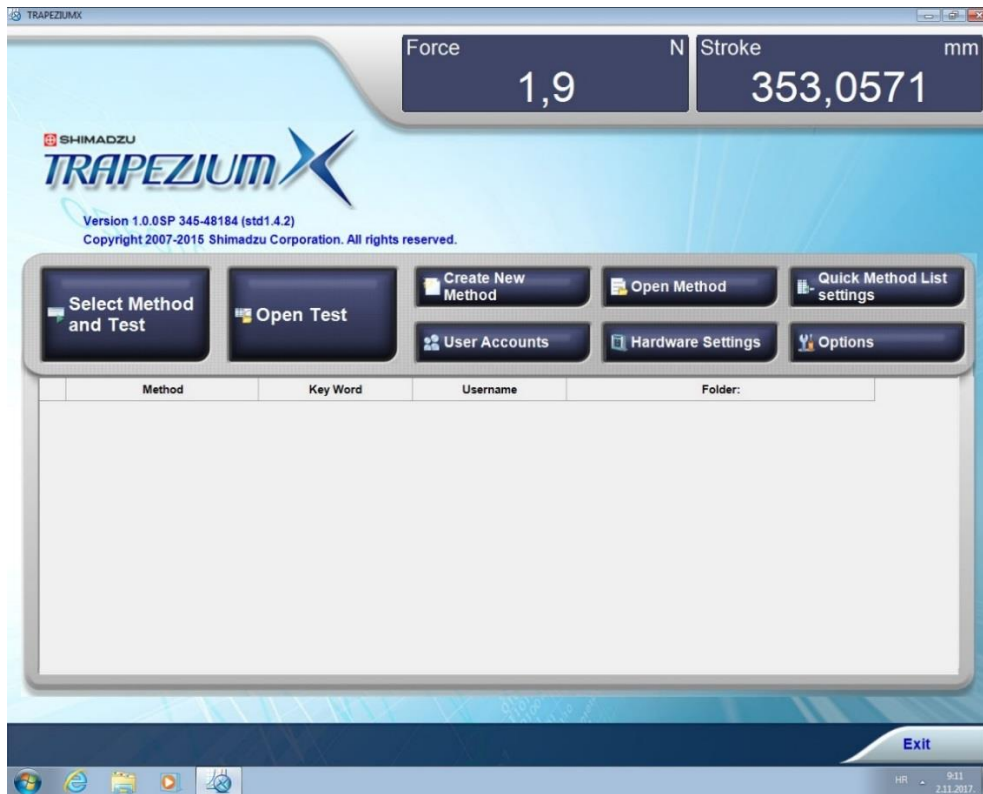 TRAPEZIUMX
Force N
1,9
Stroke mm
353,0571
SHIMADZU
TRAPEZIUM X
Version 1.0.0SP 345-48184 (std1.4.2)
Copyright 2007-2015 Shimadzu Corporation. All rights reserved.
Select Method
and Test
Open Test
Create New
Method
Open Method
Quick Method List
settings
User Accounts
Hardware Settings
Options
Method Key Word Username Folder:
Exit
HR 9:11
2.11.2017.